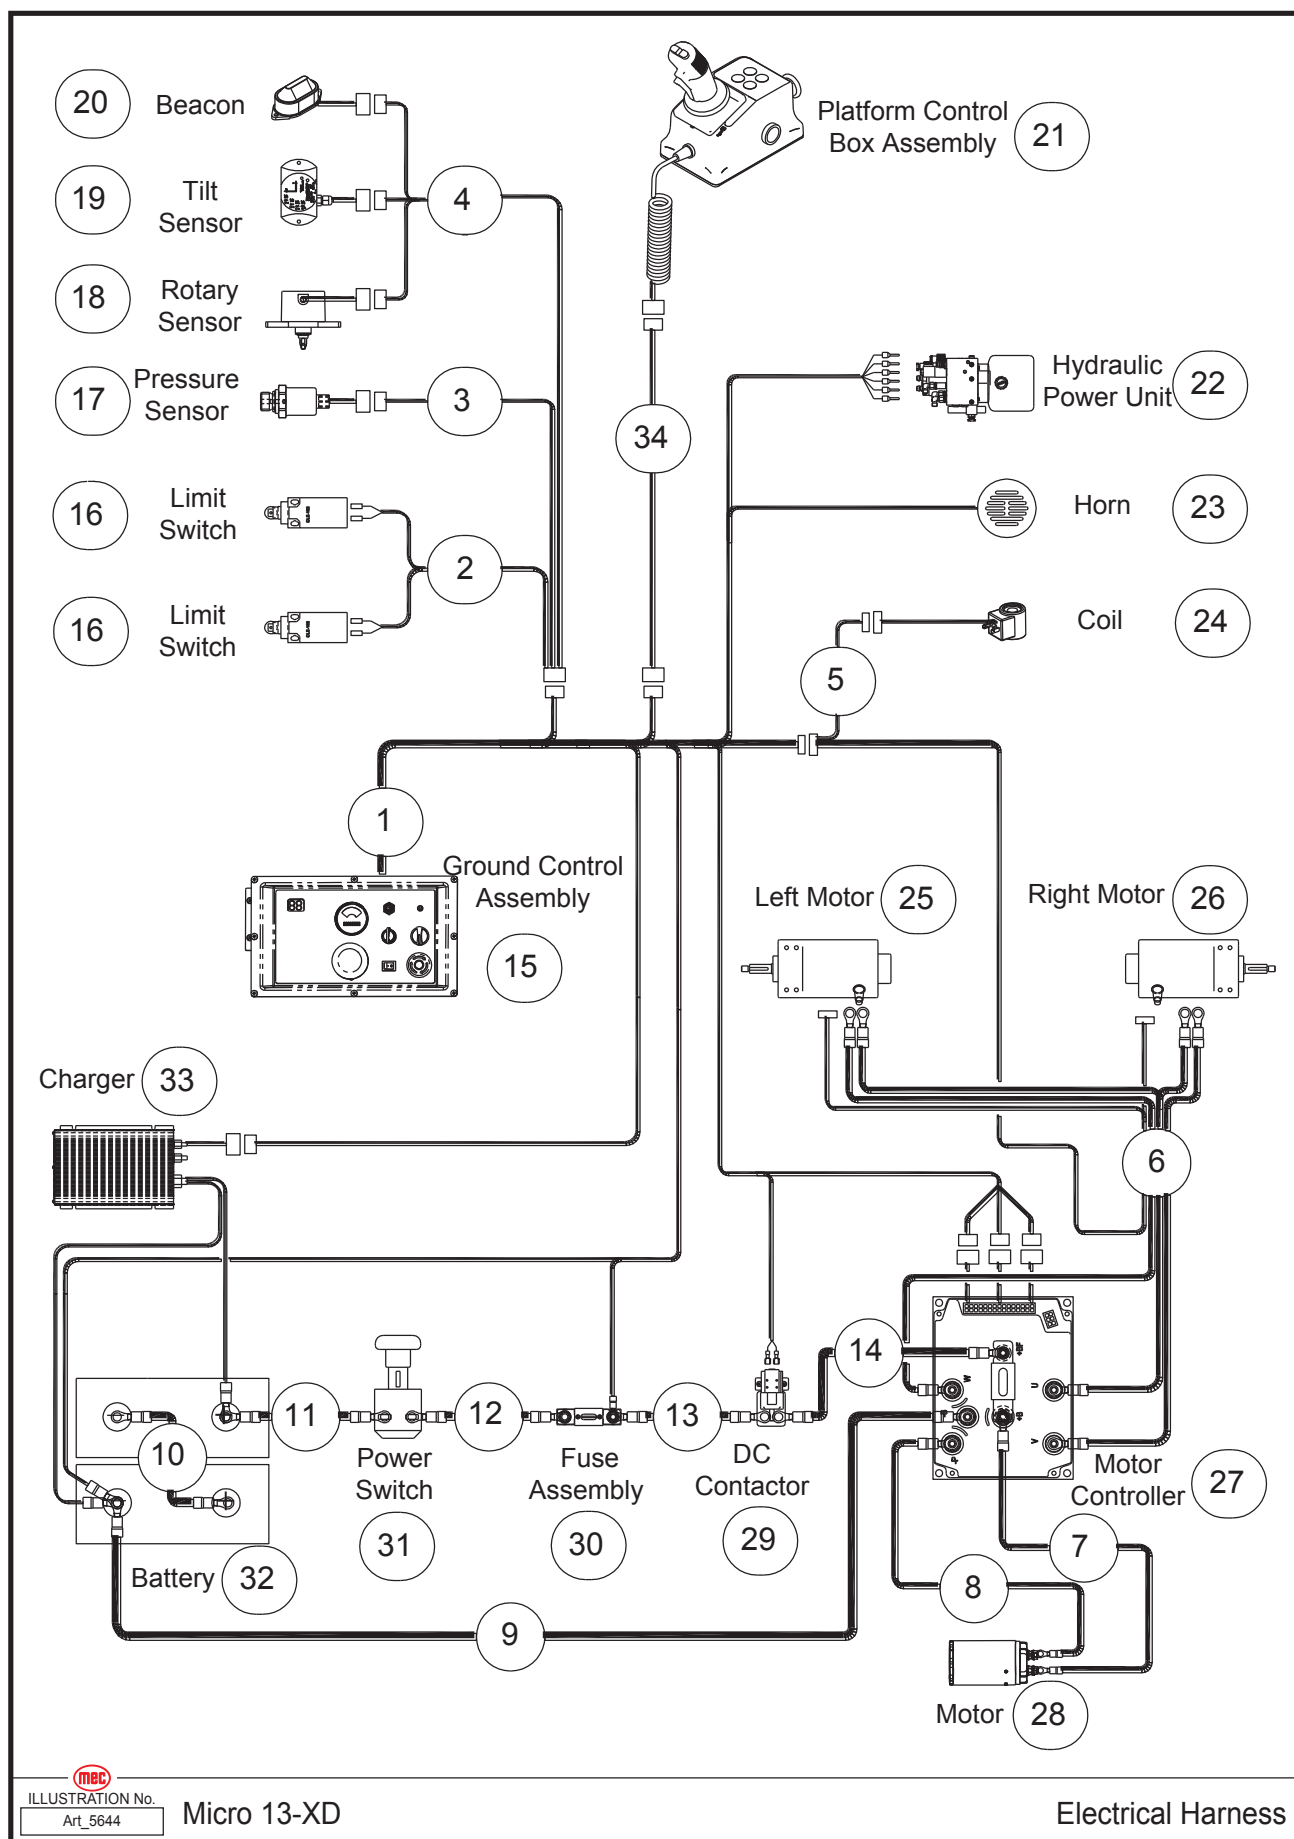 20 Beacon
Platform Control
Box Assembly 21
19 Tilt
Sensor
4
18 Rotary
Sensor
17 Pressure
Sensor
3
Hydraulic
Power Unit 22
34
16 Limit
Switch
Horn 23
2
16 Limit
Switch
Coil 24
5
1
Ground Control
Assembly
15
Left Motor 25
Right Motor 26
Charger 33
6
14
W
U
V
+BF
+B
P
11
12
13
10
Power
Switch
31
Fuse
Assembly
30
DC
Contactor
29
Motor
Controller 27
7
8
Battery 32
9
Motor 28
mec
ILLUSTRATION No.
Art_5644
Micro 13-XD
Electrical Harness